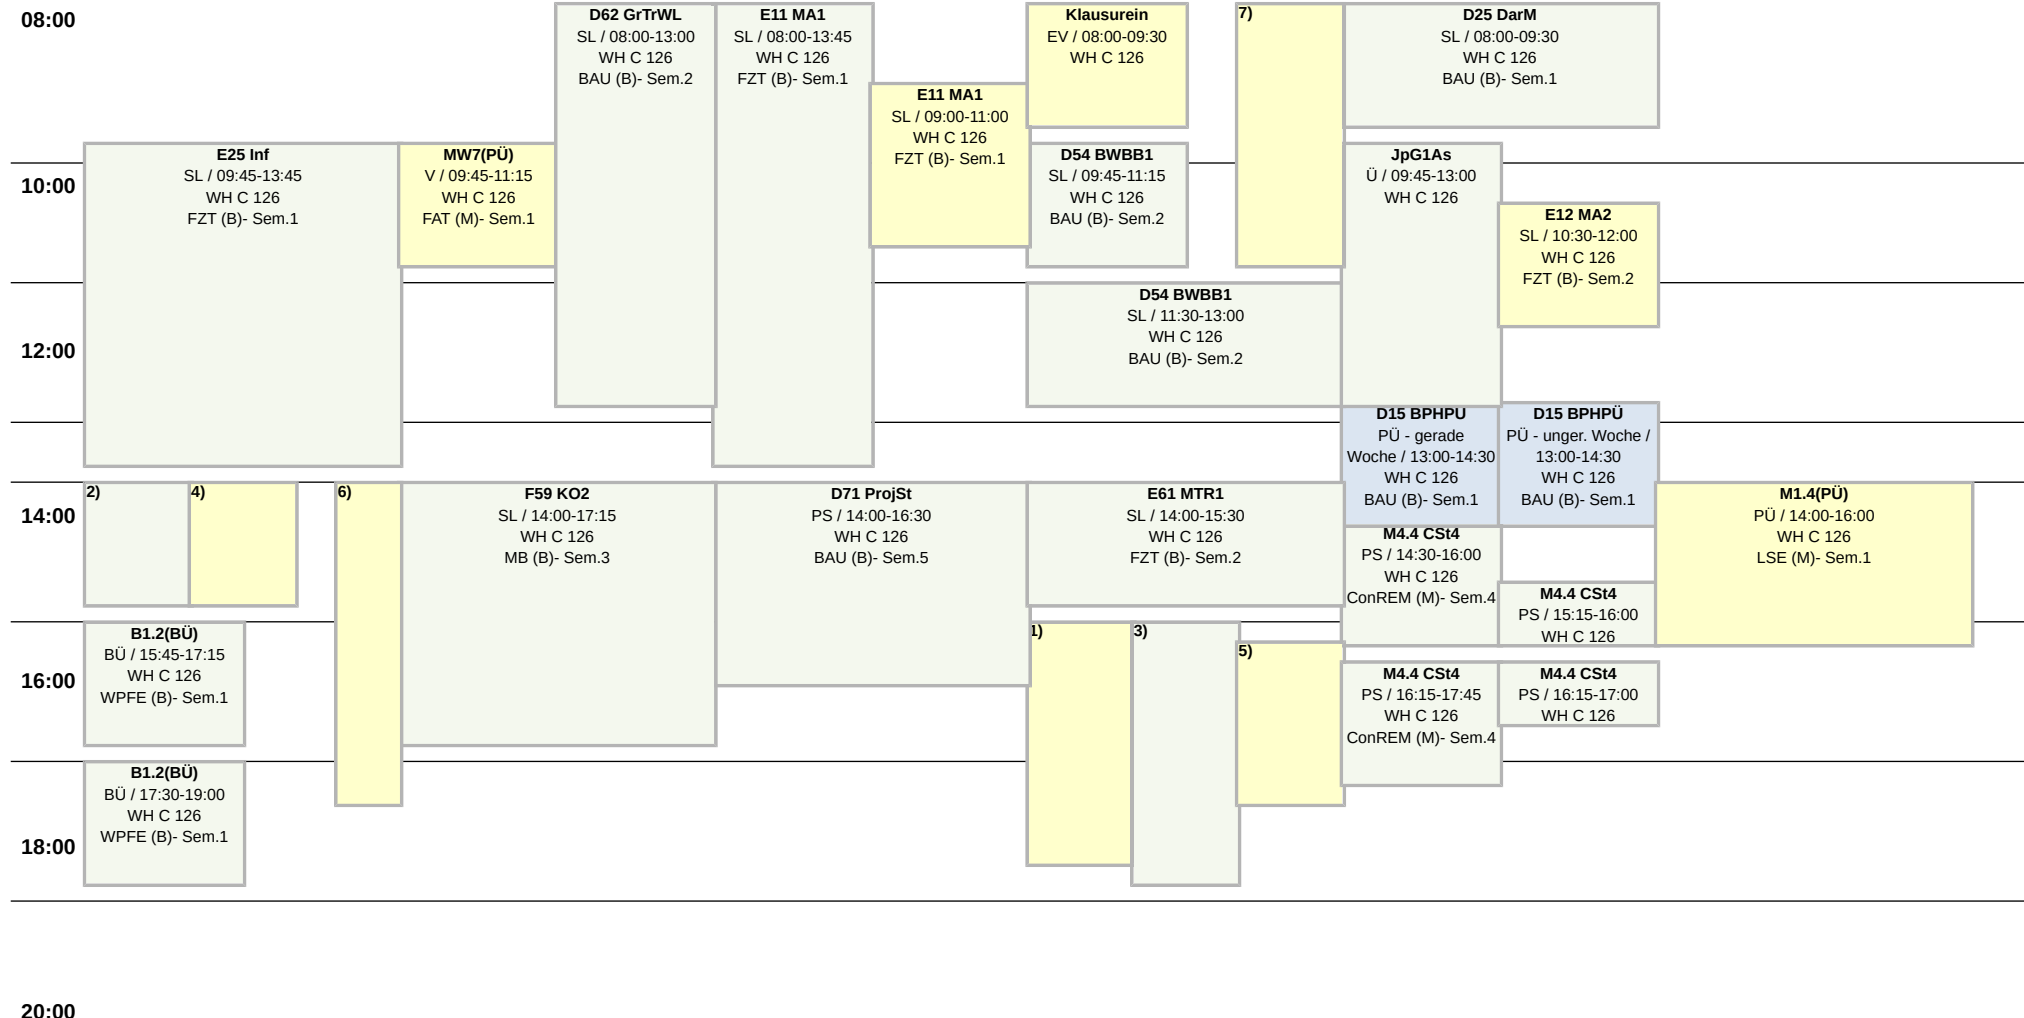 08:00
D62 GrTrWL
SL / 08:00-13:00
WH C 126
BAU (B)- Sem.2
E11 MA1
SL / 08:00-13:45
WH C 126
FZT (B)- Sem.1
Klausurein
EV / 08:00-09:30
WH C 126
7)
D25 DarM
SL / 08:00-09:30
WH C 126
BAU (B)- Sem.1
E11 MA1
SL / 09:00-11:00
WH C 126
FZT (B)- Sem.1
E25 Inf
SL / 09:45-13:45
WH C 126
FZT (B)- Sem.1
MW7(PÜ)
V / 09:45-11:15
WH C 126
FAT (M)- Sem.1
D54 BWBB1
SL / 09:45-11:15
WH C 126
BAU (B)- Sem.2
JpG1As
Ü / 09:45-13:00
WH C 126
10:00
E12 MA2
SL / 10:30-12:00
WH C 126
FZT (B)- Sem.2
D54 BWBB1
SL / 11:30-13:00
WH C 126
BAU (B)- Sem.2
12:00
D15 BPHPÜ
PÜ - gerade
Woche / 13:00-14:30
WH C 126
BAU (B)- Sem.1
D15 BPHPÜ
PÜ - unger. Woche /
13:00-14:30
WH C 126
BAU (B)- Sem.1
2)
4)
6)
F59 KO2
SL / 14:00-17:15
WH C 126
MB (B)- Sem.3
D71 ProjSt
PS / 14:00-16:30
WH C 126
BAU (B)- Sem.5
E61 MTR1
SL / 14:00-15:30
WH C 126
FZT (B)- Sem.2
M1.4(PÜ)
PÜ / 14:00-16:00
WH C 126
LSE (M)- Sem.1
14:00
M4.4 CSt4
PS / 14:30-16:00
WH C 126
ConREM (M)- Sem.4
M4.4 CSt4
PS / 15:15-16:00
WH C 126
B1.2(BÜ)
BÜ / 15:45-17:15
WH C 126
WPFE (B)- Sem.1
1)
3)
5)
16:00
M4.4 CSt4
PS / 16:15-17:45
WH C 126
ConREM (M)- Sem.4
M4.4 CSt4
PS / 16:15-17:00
WH C 126
B1.2(BÜ)
BÜ / 17:30-19:00
WH C 126
WPFE (B)- Sem.1
18:00
20:00